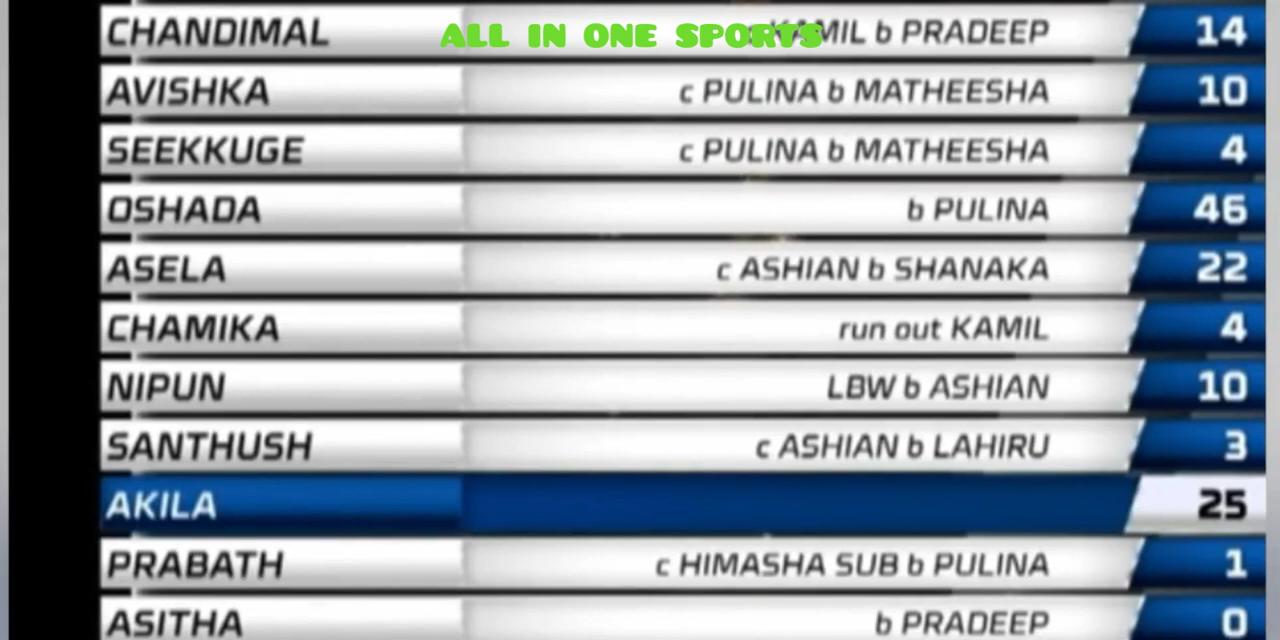 ALL IN ONE SPORTS
CHANDIMAL c KAMIL b PRADEEP 14
AVISHKA c PULINA b MATHEESHA 10
SEEKKUGE c PULINA b MATHEESHA 4
OSHADA b PULINA 46
ASELA c ASHIAN b SHANAKA 22
CHAMIKA run out KAMIL 4
NIPUN LBW b ASHIAN 10
SANTHUSH c ASHIAN b LAHIRU 3
AKILA 25
PRABATH c HIMASHA SUB b PULINA 1
ASITHA b PRADEEP 0